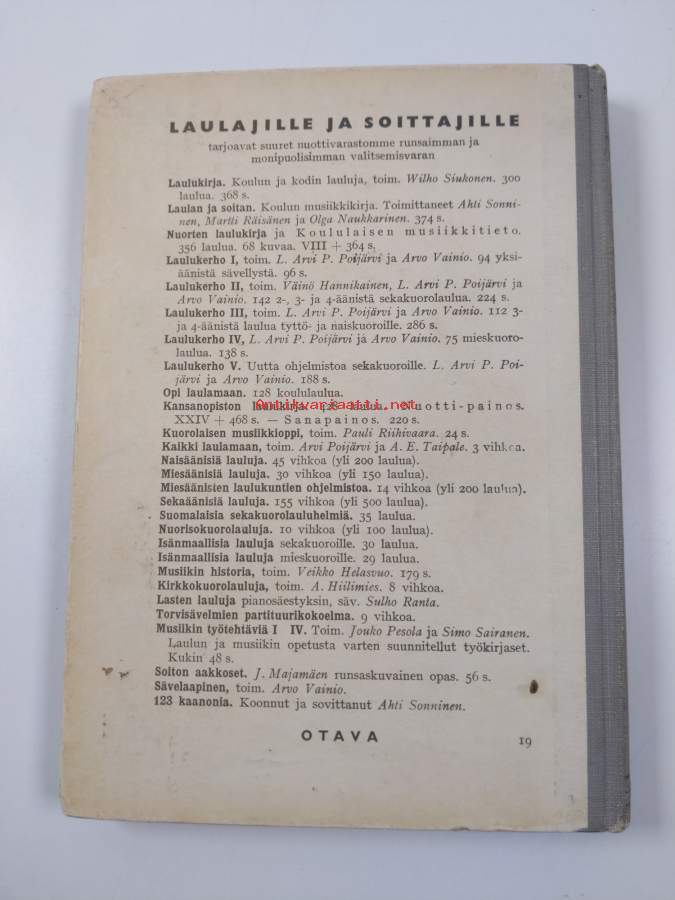 LAULAJILLE JA SOITTAJILLE
tarjoavat suuret nuottivarastomme runsaimman ja
monipuolisimman valitsemisvaran
Laulukirja. Koulun ja kodin lauluja, toim. Wilho Siukonen. 300
laulua. 368 s.
Laulan ja soitan. Koulun musiikkikirja. Toimittaneet Ahti Sonni-
nen, Martti Räisänen ja Olga Naukkarinen. 374 s.
Nuorten laulukirja ja Koululaisen musiikkitieto.
356 laulua. 68 kuvaa. VIII + 364 s.
Laulukerho I, toim. L. Arvi P. Poijärvi ja Arvo Vainio. 94 yksi-
äänistä sävellystä. 96 s.
Laulukerho II, toim. Väinö Hannikainen, L. Arvi P. Poijärvi ja
Arvo Vainio. 142 2-, 3- ja 4-äänistä sekakuorolaulua. 224 s.
Laulukerho III, toim. L. Arvi P. Poijärvi ja Arvo Vainio. 112 3-
ja 4-äänistä laulua tyttö- ja naiskuoroille. 286 s.
Laulukerho IV, L. Arvi P. Poijärvi ja Arvo Vainio. 75 mieskuoro-
laulua. 138 s.
Laulukerho V. Uutta ohjelmistoa sekakuoroille. L. Arvi P. Poi-
järvi ja Arvo Vainio. 188 s.
Opi laulamaan. 128 koululaulua.
antikvariaatti.net
Kansanopiston laulukirja. 428 laulua. Nuotti-painos.
XXIV + 468 s. — Sanapainos. 220 s.
Kuorolaisen musiikkioppi, toim. Pauli Riihivaara. 24 s.
Kaikki laulamaan, toim. Arvi Poijärvi ja A. E. Taipale. 3 vihkoa.
Naisäänisiä lauluja. 45 vihkoa (yli 200 laulua).
Miesäänisiä lauluja. 30 vihkoa (yli 150 laulua).
Miesäänisten laulukuntien ohjelmistoa. 14 vihkoa (yli 200 laulua).
Sekaäänisiä lauluja. 155 vihkoa (yli 500 laulua).
Suomalaisia sekakuorolauluhelmiä. 35 laulua.
Nuorisokuorolauluja. 10 vihkoa (yli 100 laulua).
Isänmaallisia lauluja sekakuoroille. 30 laulua.
Isänmaallisia lauluja mieskuoroille. 29 laulua.
Musiikin historia, toim. Veikko Helasvuo. 179 s.
Kirkkokuorolauluja, toim. A. Hiilimies. 8 vihkoa.
Lasten lauluja pianosäestyksin, säv. Sulho Ranta.
Torvisävelmien partituurikokoelma. 9 vihkoa.
Musiikin työtehtäviä I IV. Toim. Jouko Pesola ja Simo Sairanen.
Laulun ja musiikin opetusta varten suunnitellut työkirjaset.
Kukin 48 s.
Soiton aakkoset. J. Majamäen runsaskuvainen opas. 56 s.
Sävelaapinen, toim. Arvo Vainio.
123 kaanonia. Koonnut ja sovittanut Ahti Sonninen.
OTAVA
19